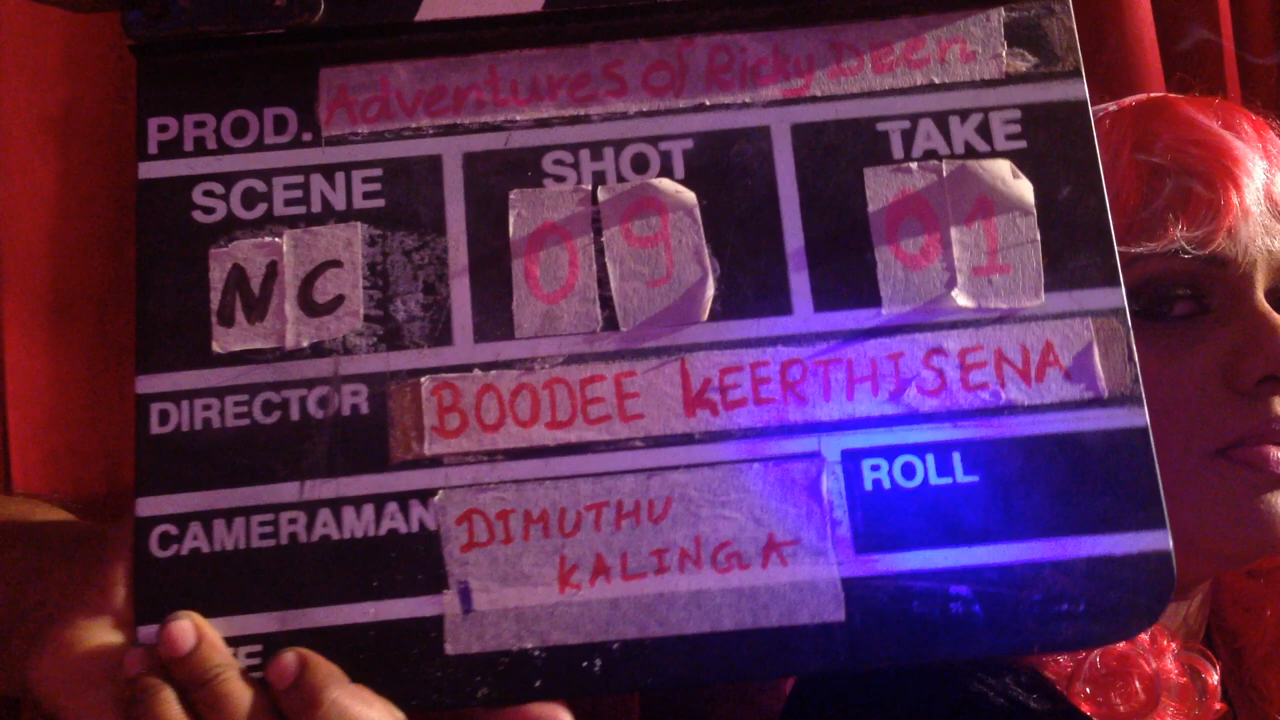 PROD. Adventures of Ricky Deen
SCENE SHOT TAKE
NC 09 01
DIRECTOR BOODEE KEERTHISENA
CAMERAMAN DIMUTHU
KALINGA
ROLL